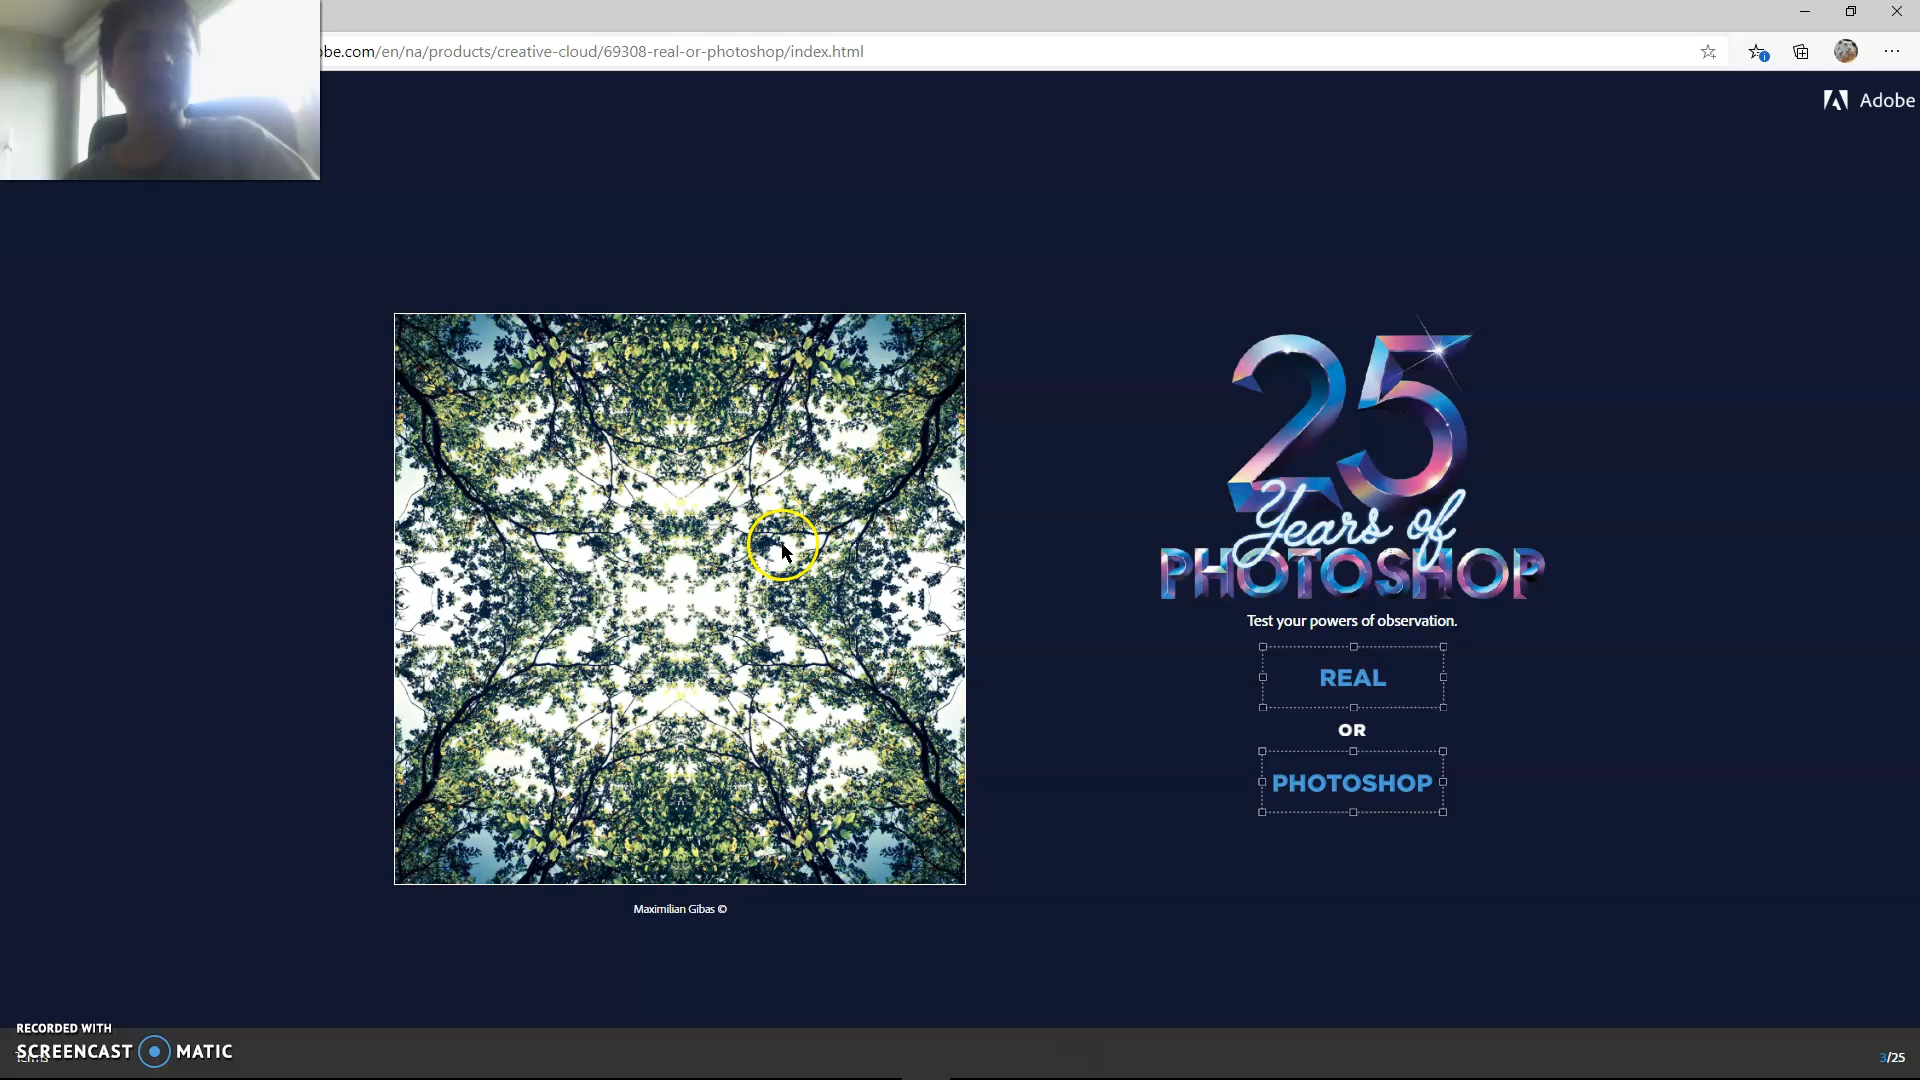 be.com/en/na/products/creative-cloud/69308-real-or-photoshop/index.html
Adobe
25
Years of
PHOTOSHOP
Test your powers of observation.
REAL
OR
PHOTOSHOP
Maximilian Gibas ©
RECORDED WITH
SCREENCAST MATIC
3/25